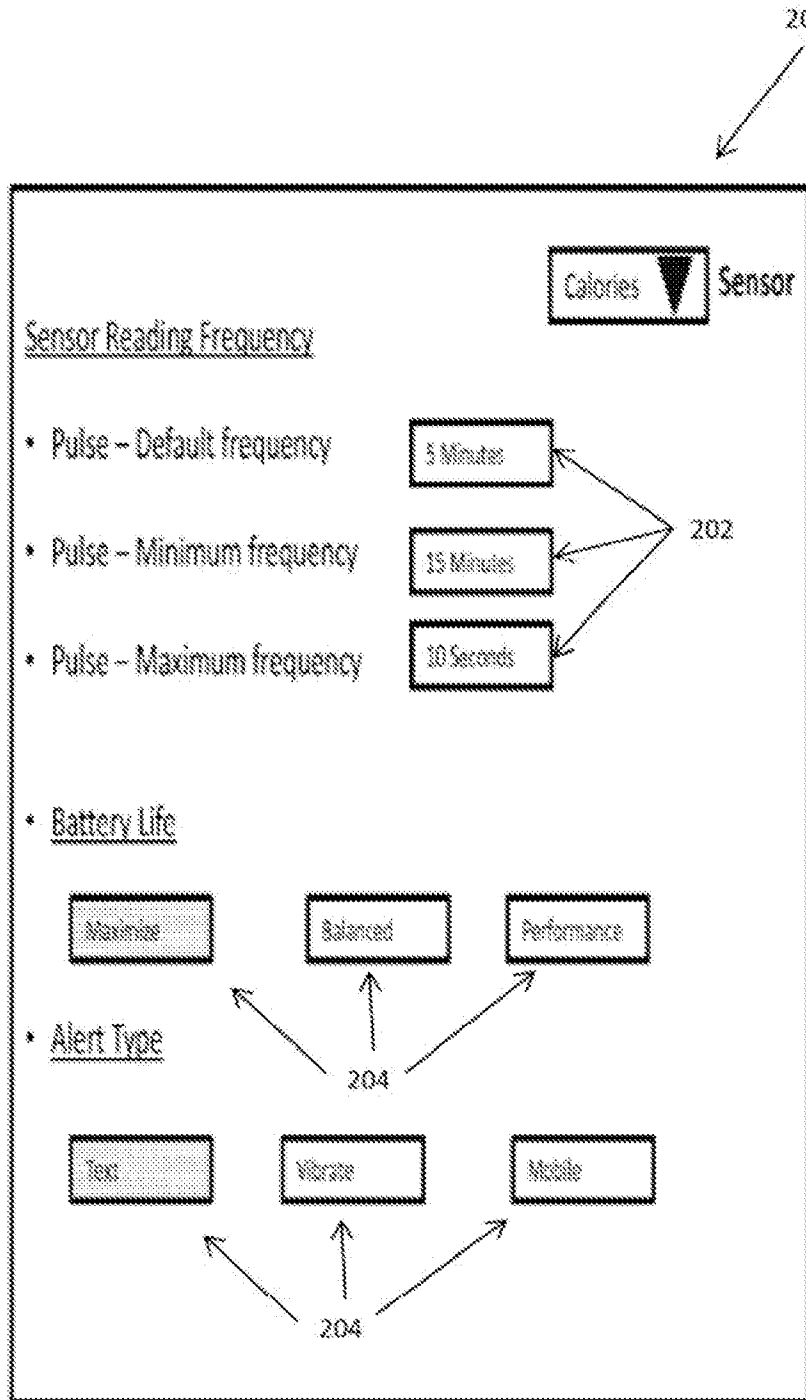 20
Calories Sensor
Sensor Reading Frequency
• Pulse – Default frequency 5 Minutes
202
• Pulse – Minimum frequency 15 Minutes
• Pulse – Maximum frequency 10 Seconds
• Battery Life
Maximize Balanced Performance
204
• Alert Type
Text Vibrate Mobile
204